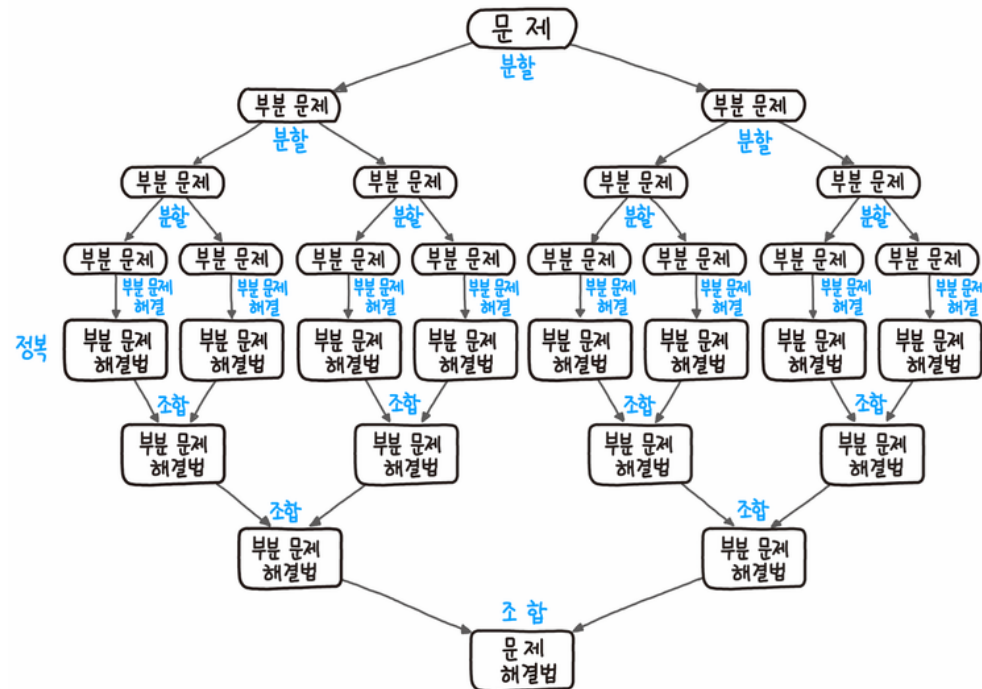 문 제
분할
부분 문제 부분 문제
분할 분할
부분 문제 부분 문제 부분 문제 부분 문제
분할 분할 분할 분할
부분 문제 부분 문제 부분 문제 부분 문제 부분 문제 부분 문제 부분 문제 부분 문제
부분 문제 부분 문제 부분 문제 부분 문제 부분 문제 부분 문제 부분 문제 부분 문제
해결 해결 해결 해결 해결 해결 해결 해결
정복
부분 문제 부분 문제 부분 문제 부분 문제 부분 문제 부분 문제 부분 문제 부분 문제
해결법 해결법 해결법 해결법 해결법 해결법 해결법 해결법
조합 조합 조합 조합
부분 문제 부분 문제 부분 문제 부분 문제
해결법 해결법 해결법 해결법
조합 조합
부분 문제 부분 문제
해결법 해결법
조 합
문 제
해결법